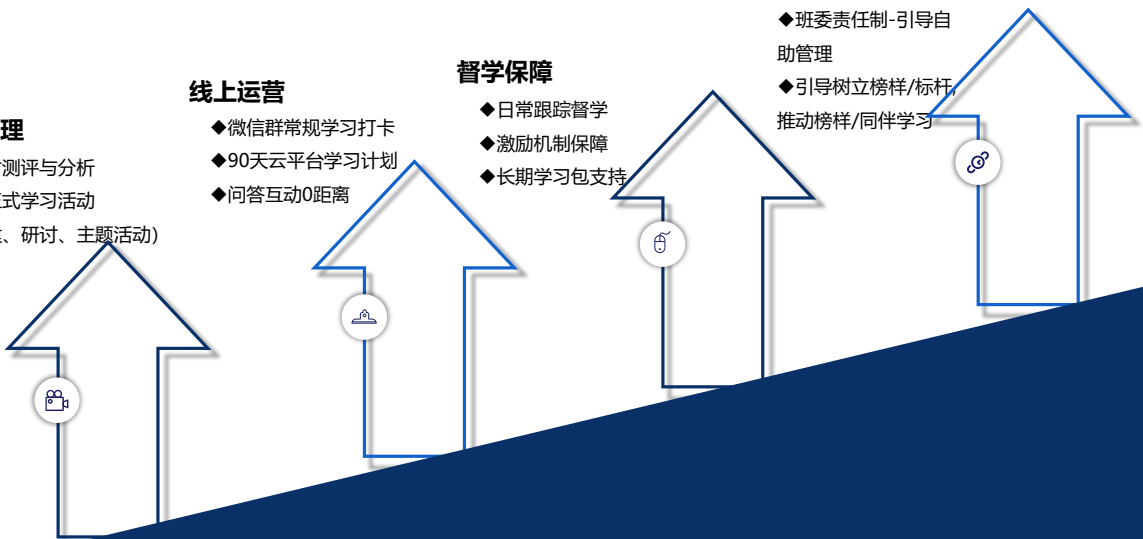 理
测评与分析
式学习活动
、研讨、主题活动）
线上运营
◆微信群常规学习打卡
◆90天云平台学习计划
◆问答互动0距离
督学保障
◆日常跟踪督学
◆激励机制保障
◆长期学习包支持
◆班委责任制-引导自
助管理
◆引导树立榜样/标杆，
推动榜样/同伴学习